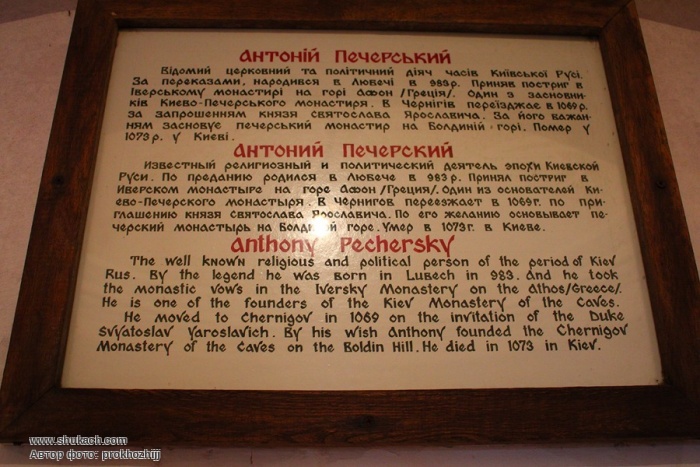 Антоній Печерський
Відомий церковний та політичний діяч часів Київської Русі.
За переказами, народився в Любечі в 983р. Приняв постриг в
Іверському монастирі на горі Афон /Греція/. Один з засновни-
ків Києво-Печерського монастиря. В Чернігів переїзджає в 1069р.
за запрошенням князя Святослава Ярославича. За його бажан-
ням засновує печерський монастир на Болдиній горі. Помер у
1073р. у Києві.
Антоний Печерский
Известный религиозный и политический деятель эпохи Киевской
Руси. По преданию родился в Любече в 983р. Принял постриг в
Иверском монастыре на горе Афон /Греция/. Один из основателей Ки-
ево-Печерского монастыря. В Чернигов переезжает в 1069г. по при-
глашению князя Святослава Ярославича. По его желанию основывает пе-
черский монастырь на Болдиной горе. Умер в 1073г. в Киеве.
Anthony Pechersky
The well known religious and political person of the period of Kiev
Rus. By the legend he was born in Lubech in 983. And he took
the monastic vows in the Iversky Monastery on the Athos/Greece/.
He is one of the founders of the Kiev Monastery of the Caves.
He moved to Chernigov in 1069 on the invitation of the Duke
Svyatoslav Yaroslavich. By his wish Anthony founded the Chernigov
Monastery of the Caves on the Boldin Hill. He died in 1073 in Kiev.
www.shukach.com
Автор фото: prokhozhijj